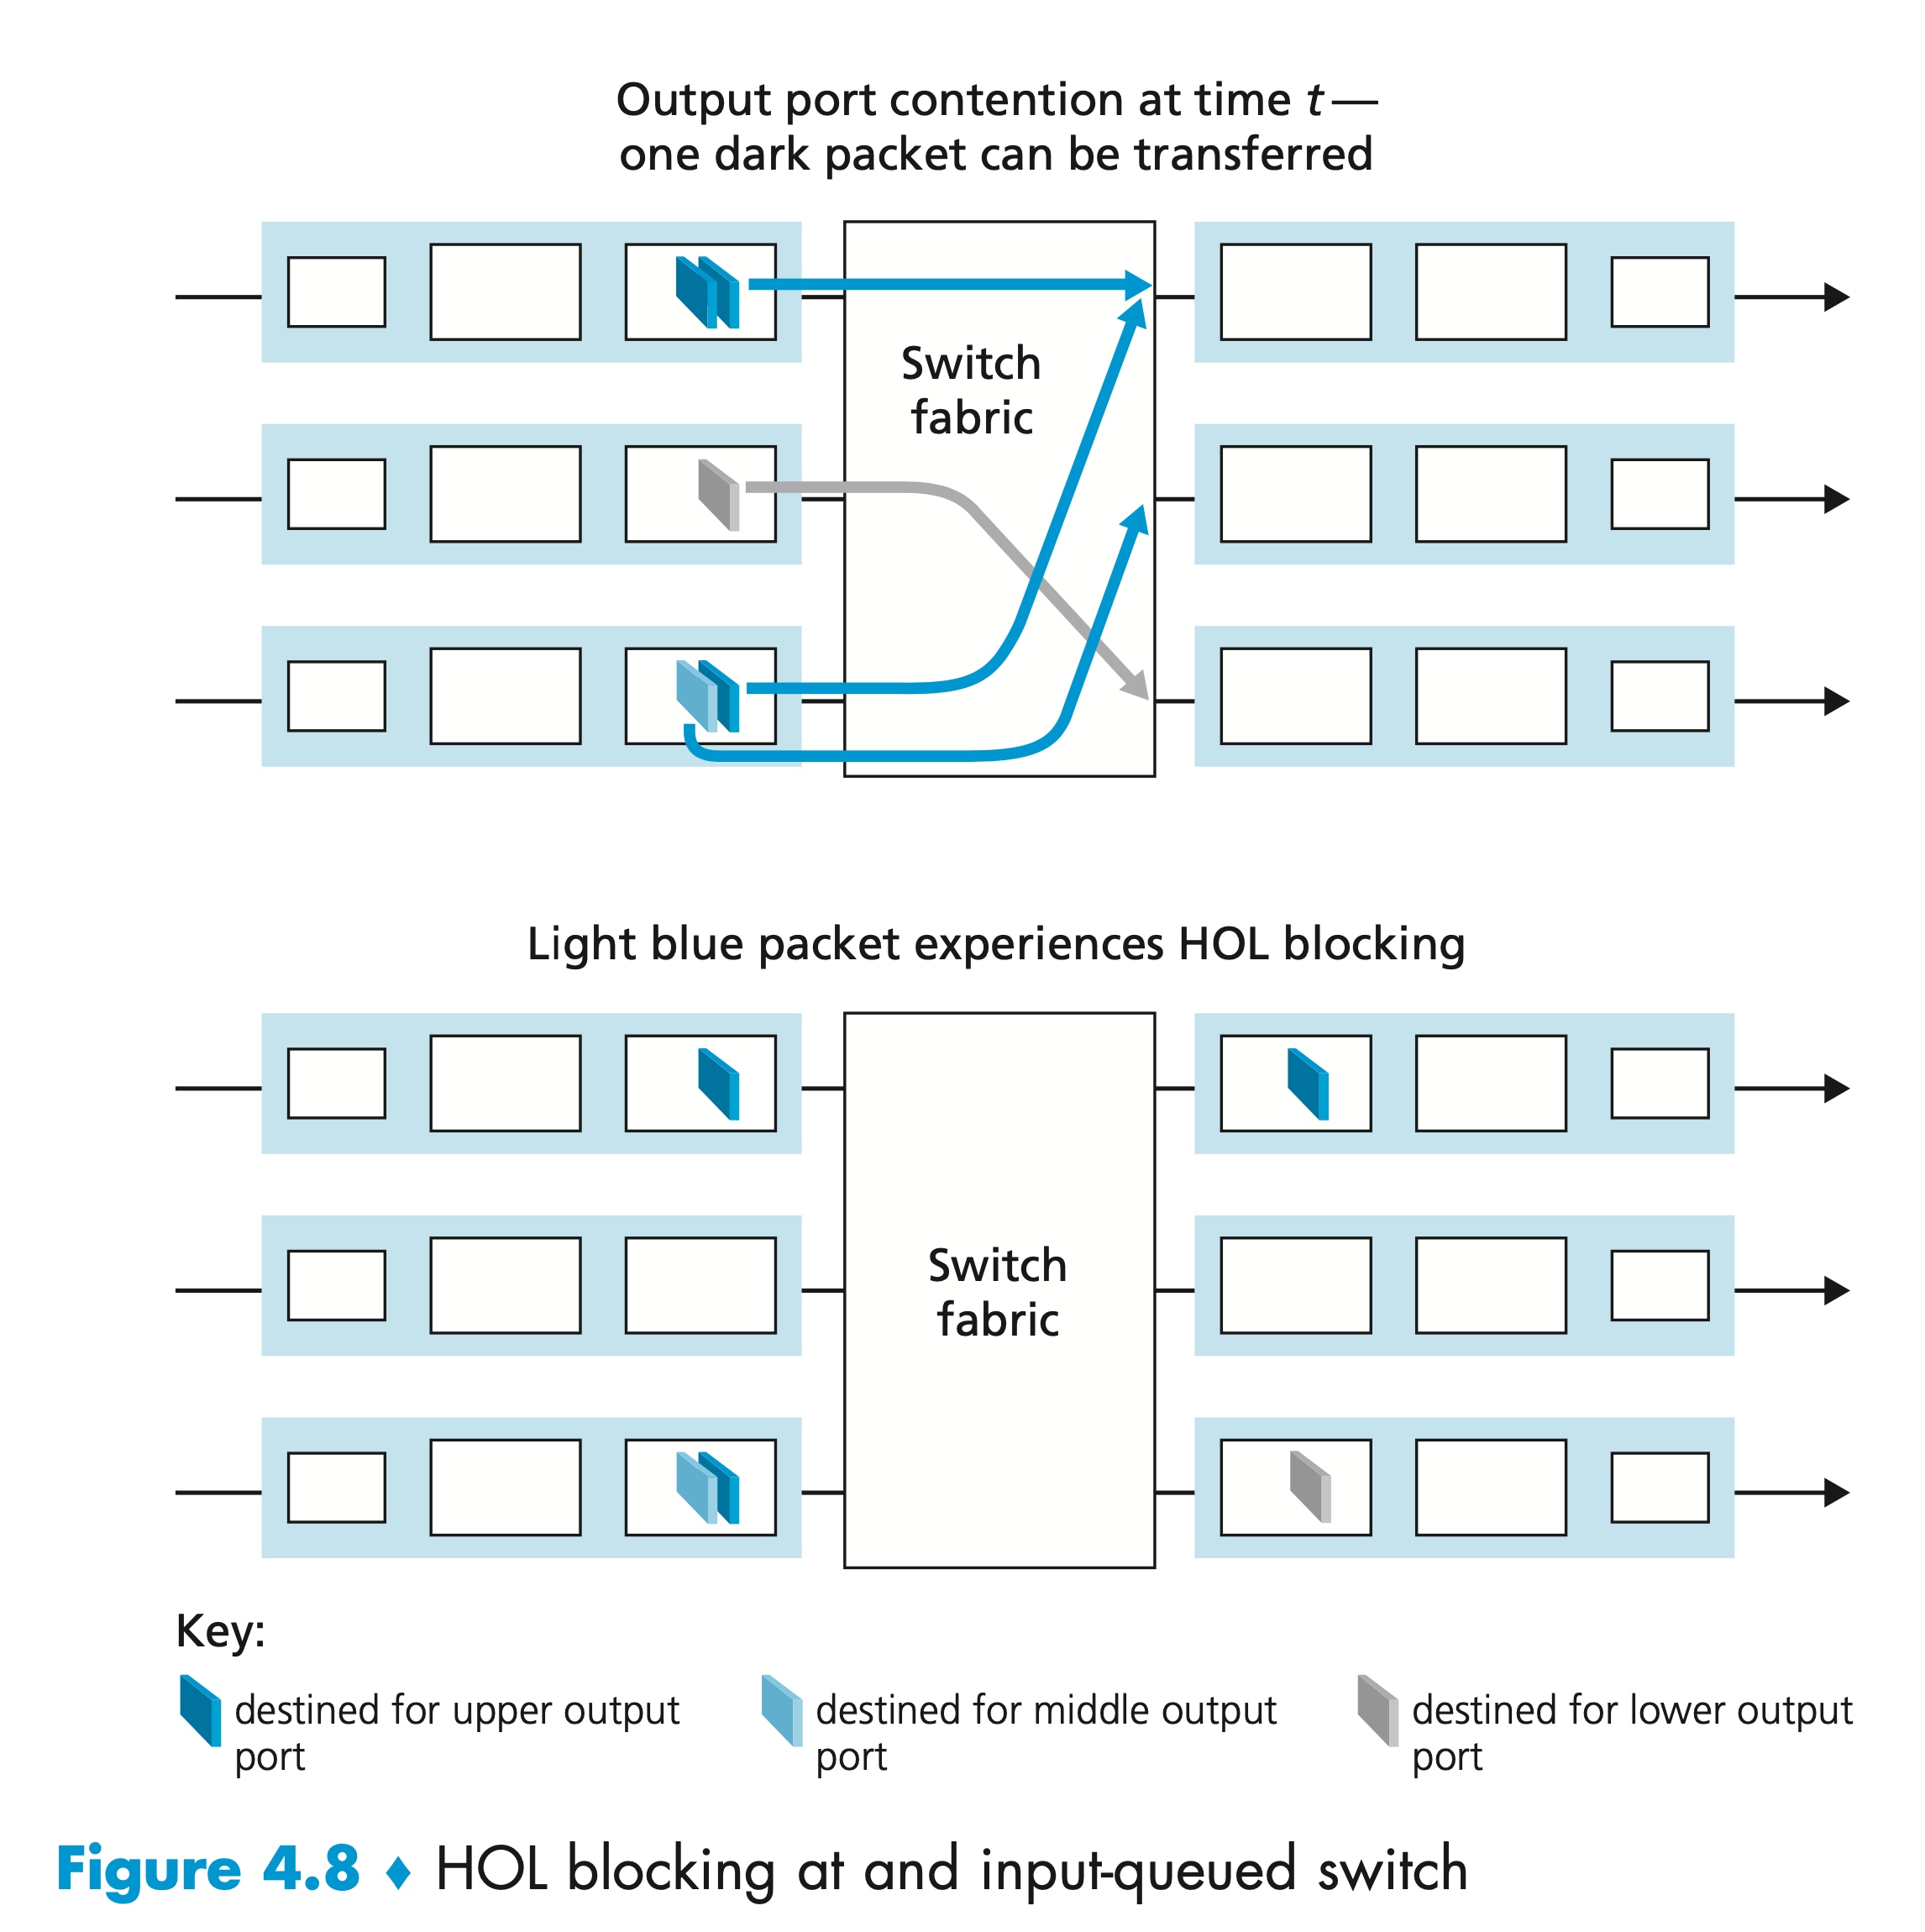 Output port contention at time t —
one dark packet can be transferred
Switch
fabric
Light blue packet experiences HOL blocking
Switch
fabric
Key:
destined for upper output
port
destined for middle output
port
destined for lower output
port
Figure 4.8 ♦ HOL blocking at and input-queued switch